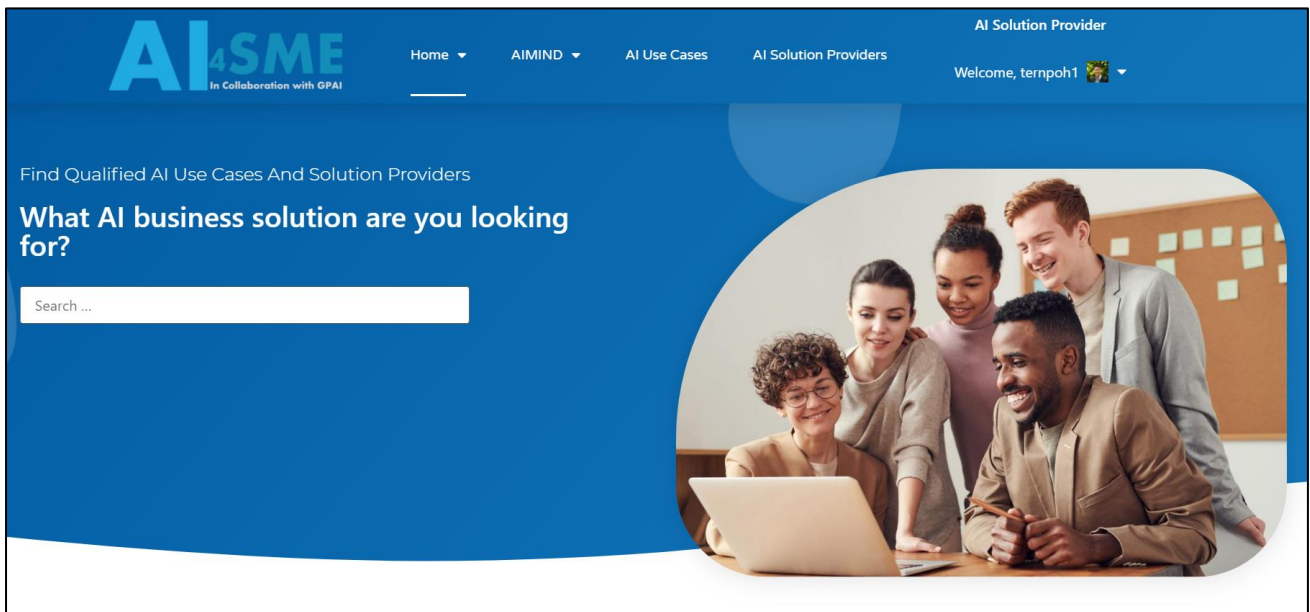 AI4SME
In Collaboration with GPAI
Home
AIMIND
AI Use Cases
AI Solution Providers
AI Solution Provider
Welcome, ternpoh1
Find Qualified AI Use Cases And Solution Providers
What AI business solution are you looking
for?
Search ...